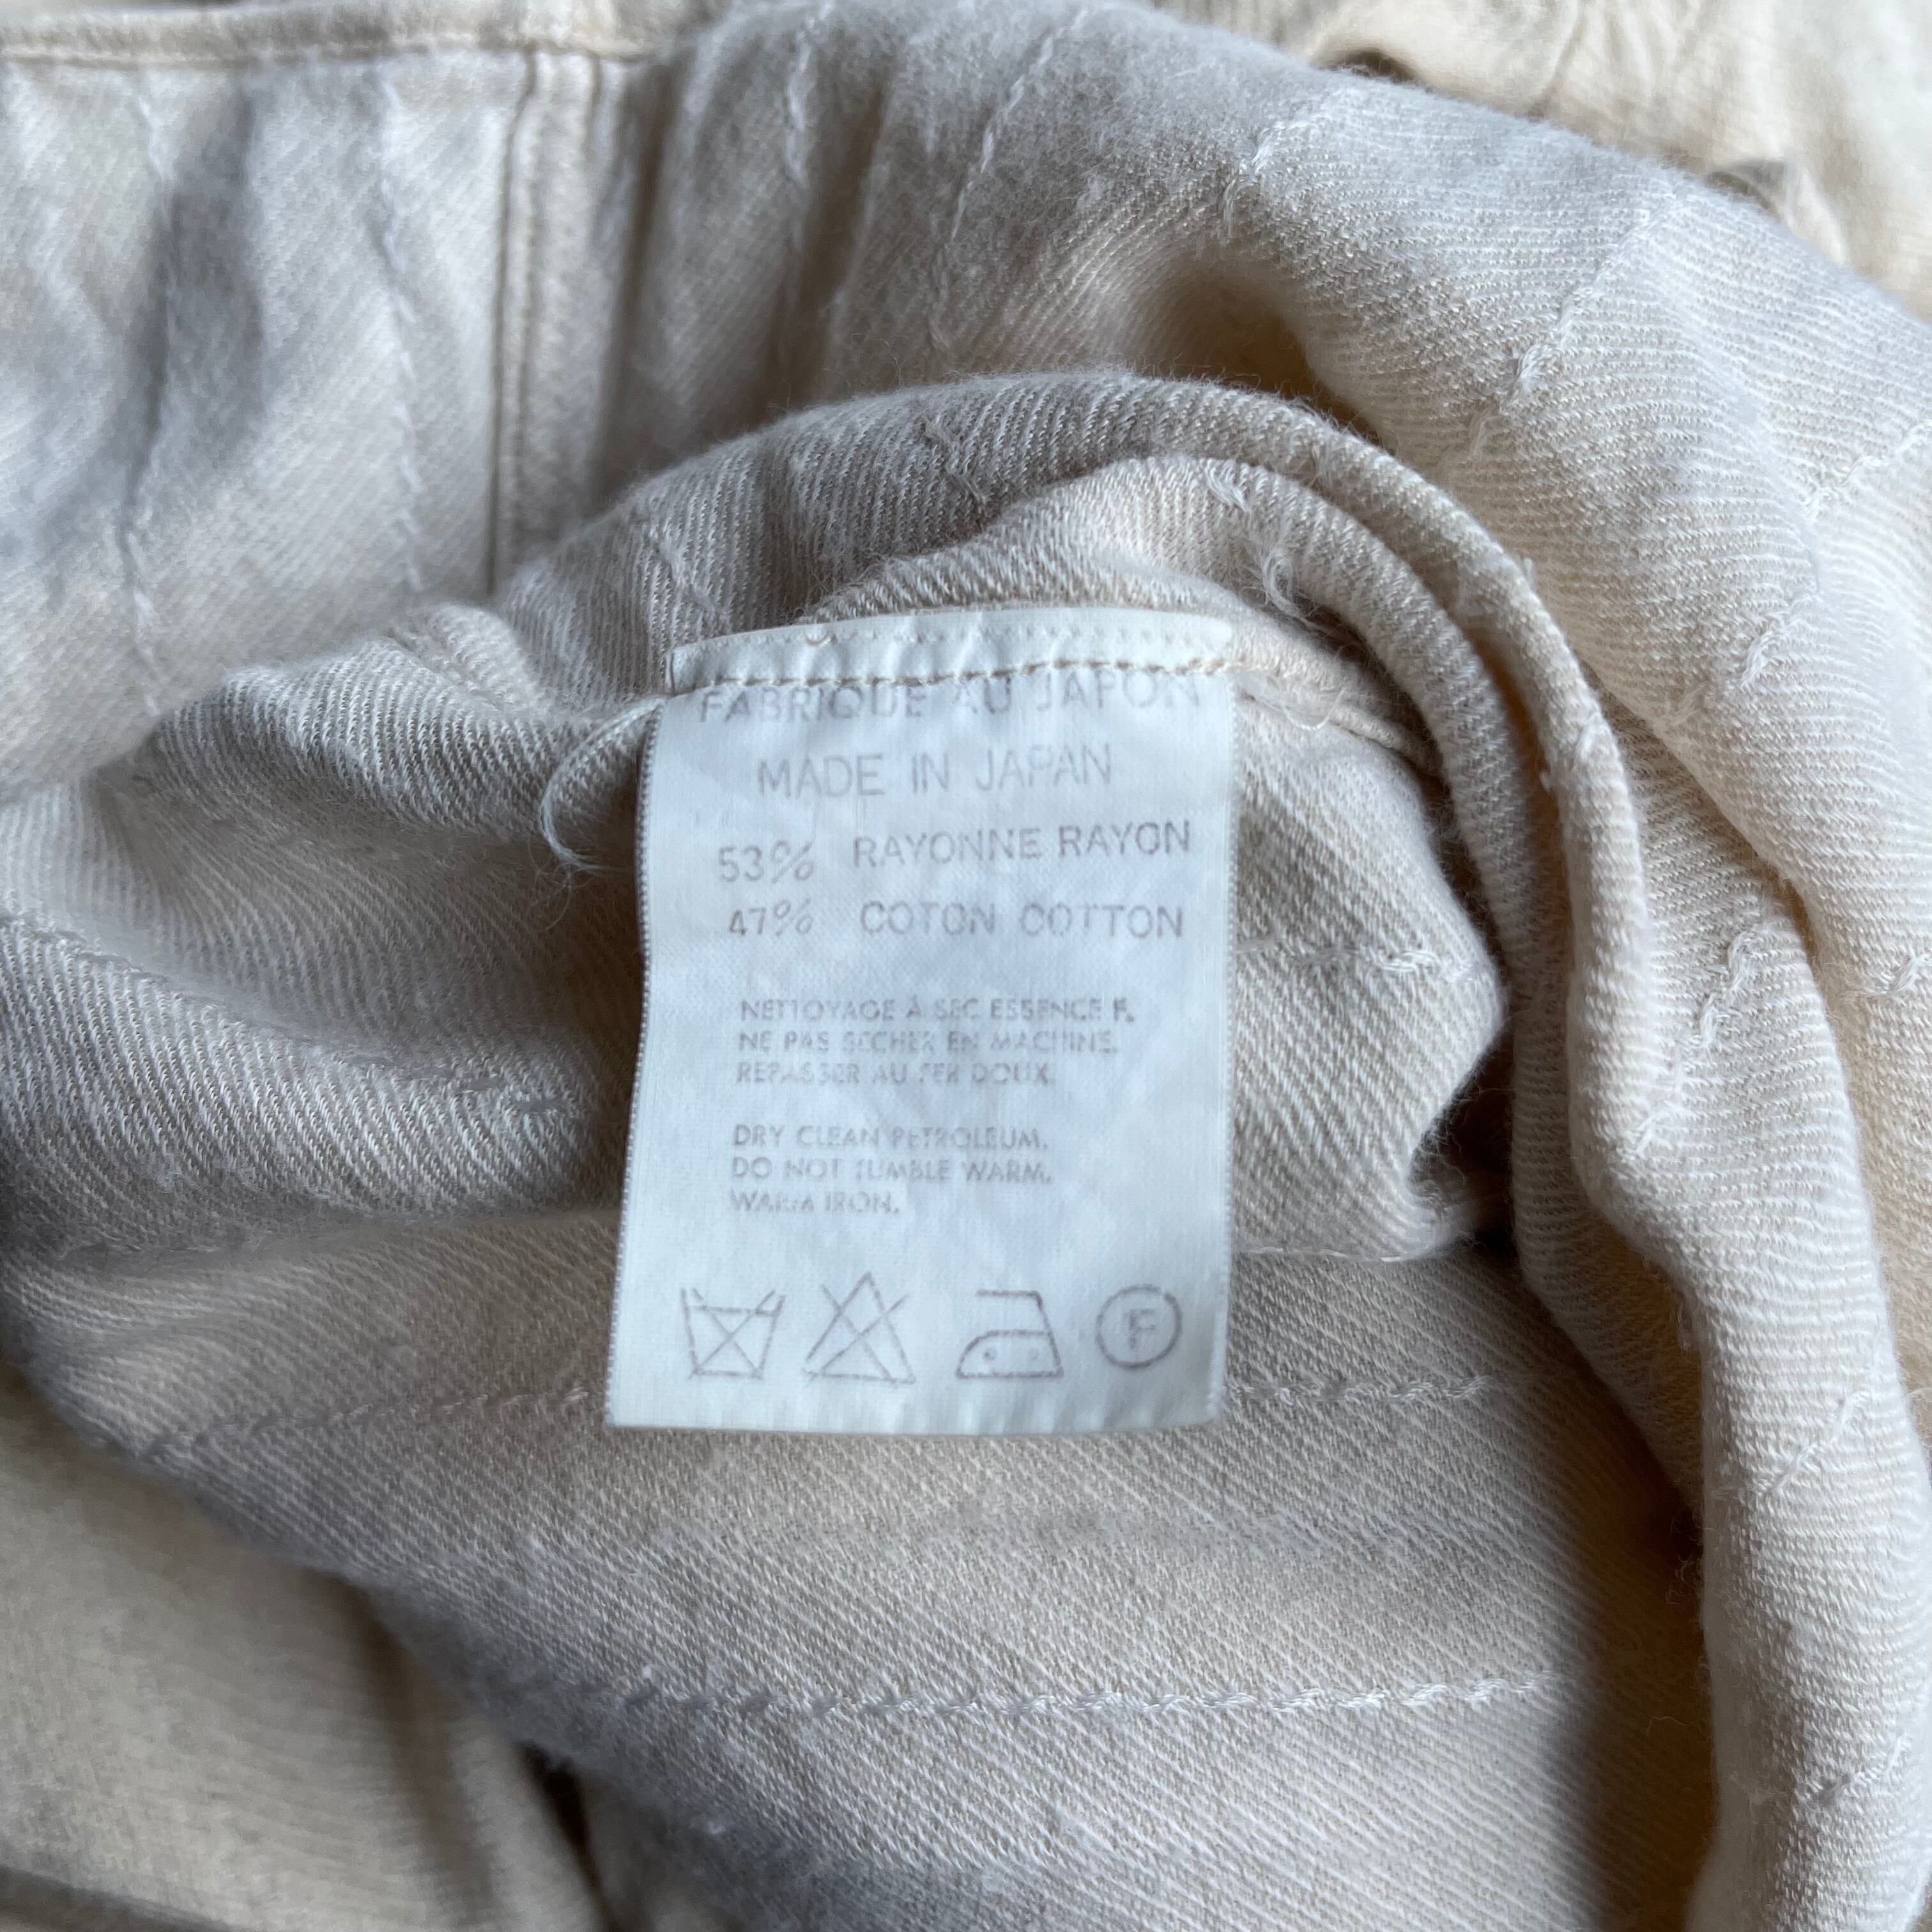 FABRIQUE AU JAPON
MADE IN JAPAN
53% RAYONNE RAYON
47% COTON COTTON
NETTOYAGE À SEC ESSENCE F.
NE PAS SECHER EN MACHINE.
REPASSER AU FER DOUX.
DRY CLEAN PETROLEUM.
DO NOT TUMBLE WARM.
WARM IRON.
F